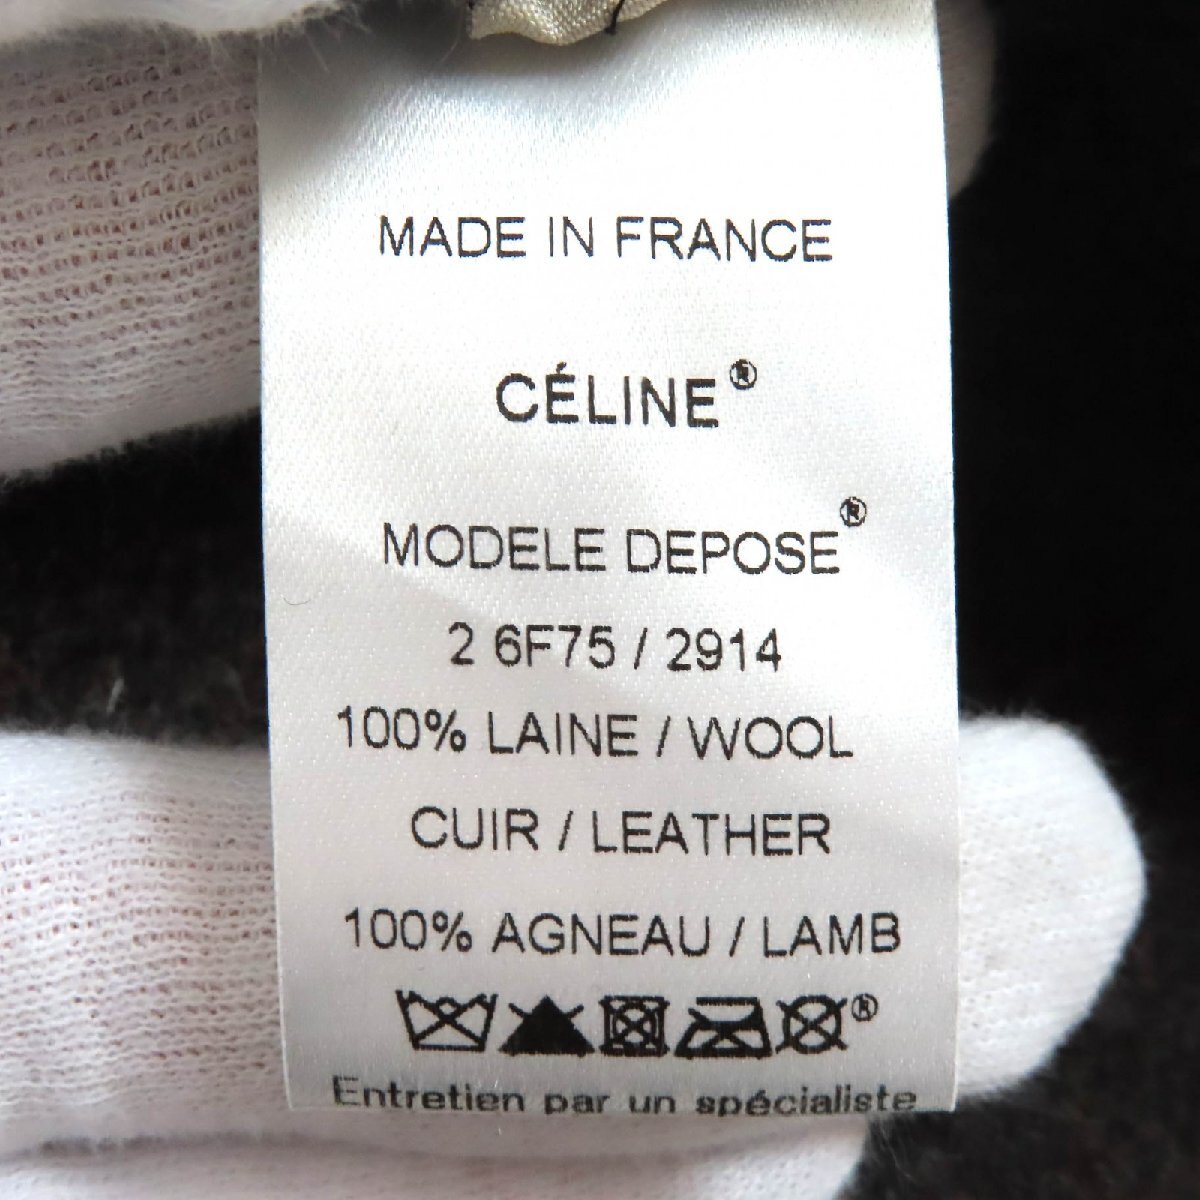 MADE IN FRANCE
CÉLINE®
MODELE DEPOSE®
2 6F75 / 2914
100% LAINE / WOOL
CUIR / LEATHER
100% AGNEAU / LAMB
®
Entretien par un spécialiste